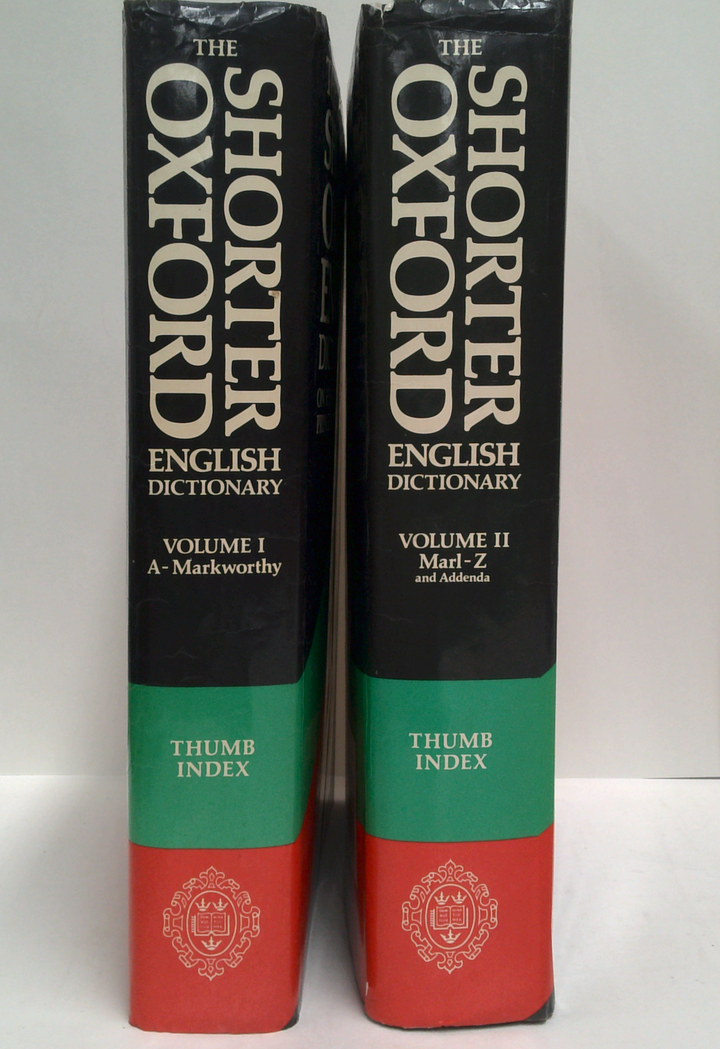 THE
SHORTER
OXFORD
ENGLISH
DICTIONARY
VOLUME I
A-Markworthy
THUMB
INDEX
THE
SHORTER
OXFORD
ENGLISH
DICTIONARY
VOLUME II
Marl-Z
and Addenda
THUMB
INDEX